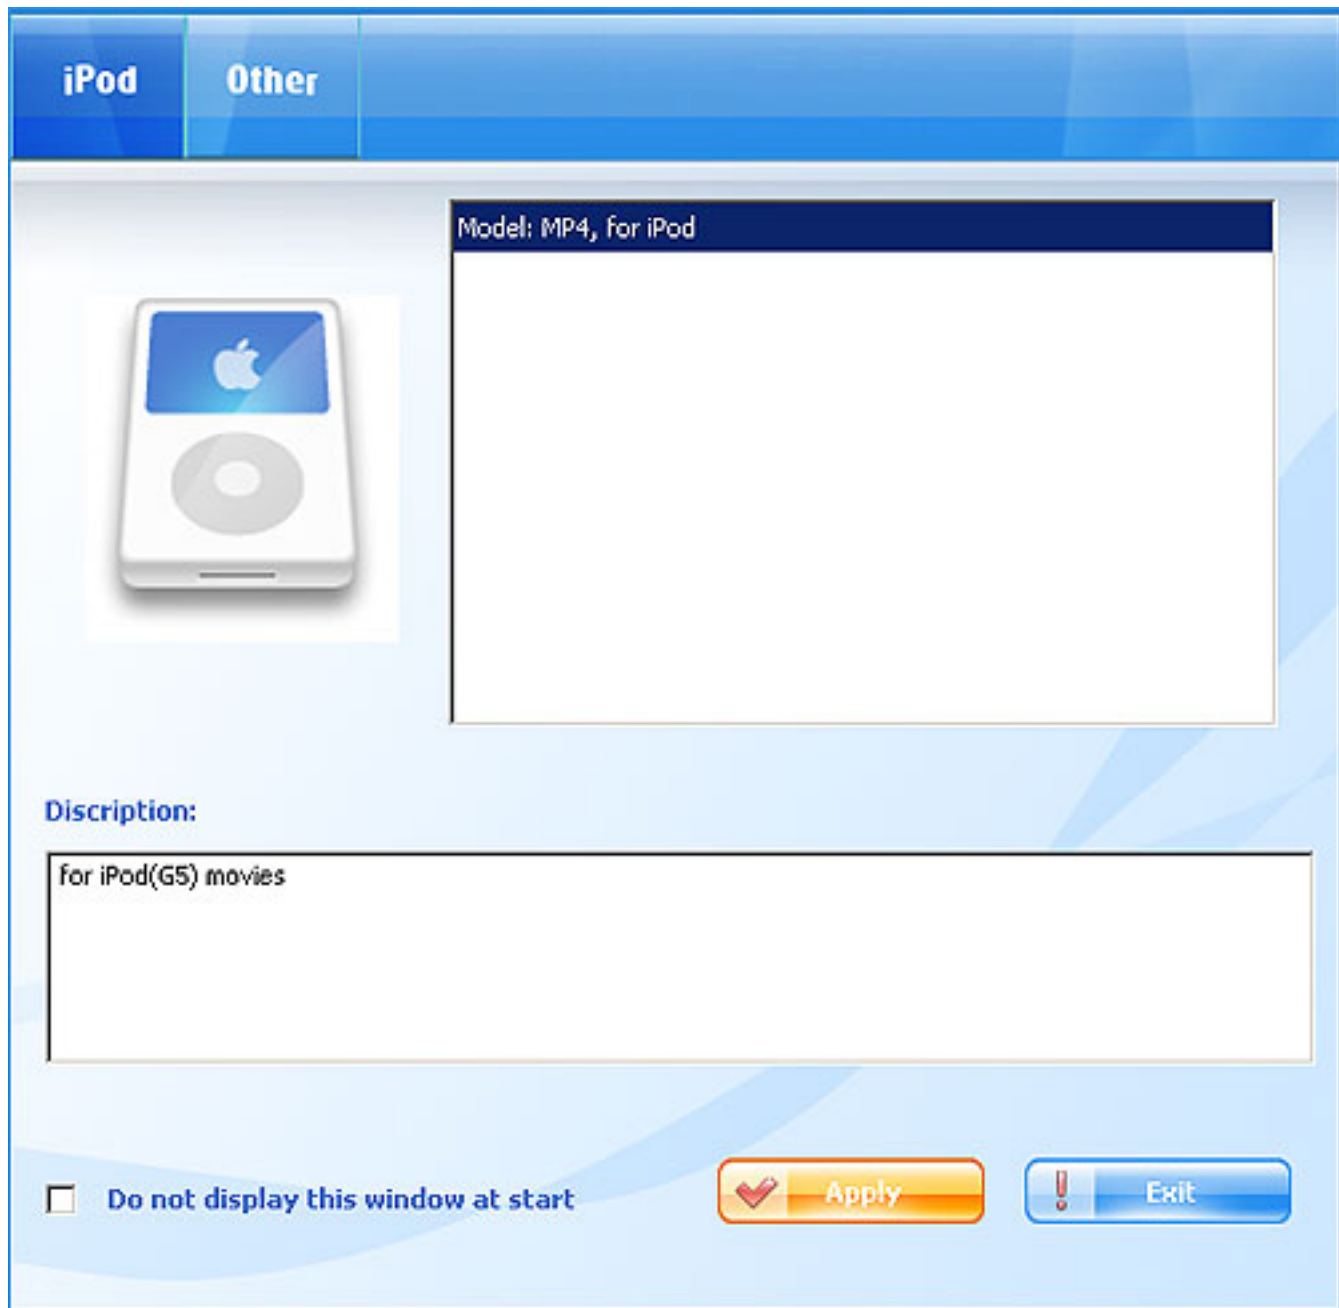 iPod
Other
Model: MP4, for iPod
Discription:
for iPod(G5) movies
Do not display this window at start
Apply
Exit